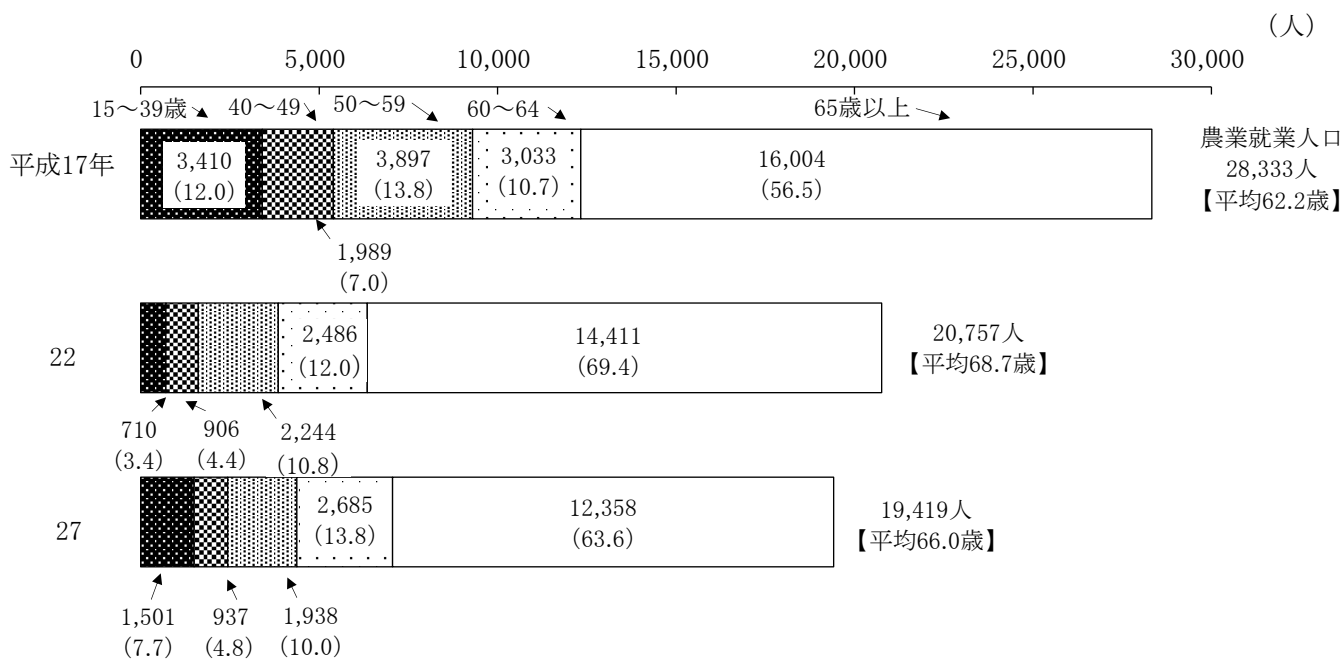 （人）
0 5,000 10,000 15,000 20,000 25,000 30,000
15～39歳 40～49 50～59 60～64 65歳以上
平成17年
3,410
(12.0)
3,897
(13.8)
3,033
(10.7)
16,004
(56.5)
農業就業人口
28,333人
【平均62.2歳】
1,989
(7.0)
22
2,486
(12.0)
14,411
(69.4)
20,757人
【平均68.7歳】
710
(3.4)
906
(4.4)
2,244
(10.8)
27
2,685
(13.8)
12,358
(63.6)
19,419人
【平均66.0歳】
1,501
(7.7)
937
(4.8)
1,938
(10.0)